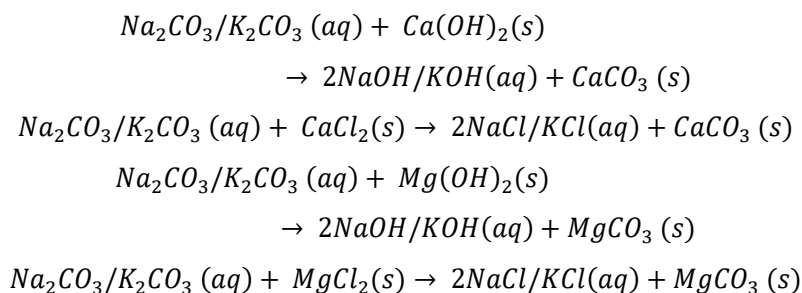 Na₂CO₃/K₂CO₃ (aq) + Ca(OH)₂(s)
→ 2NaOH/KOH(aq) + CaCO₃ (s)
Na₂CO₃/K₂CO₃ (aq) + CaCl₂(s) → 2NaCl/KCl(aq) + CaCO₃ (s)
Na₂CO₃/K₂CO₃ (aq) + Mg(OH)₂(s)
→ 2NaOH/KOH(aq) + MgCO₃ (s)
Na₂CO₃/K₂CO₃ (aq) + MgCl₂(s) → 2NaCl/KCl(aq) + MgCO₃ (s)